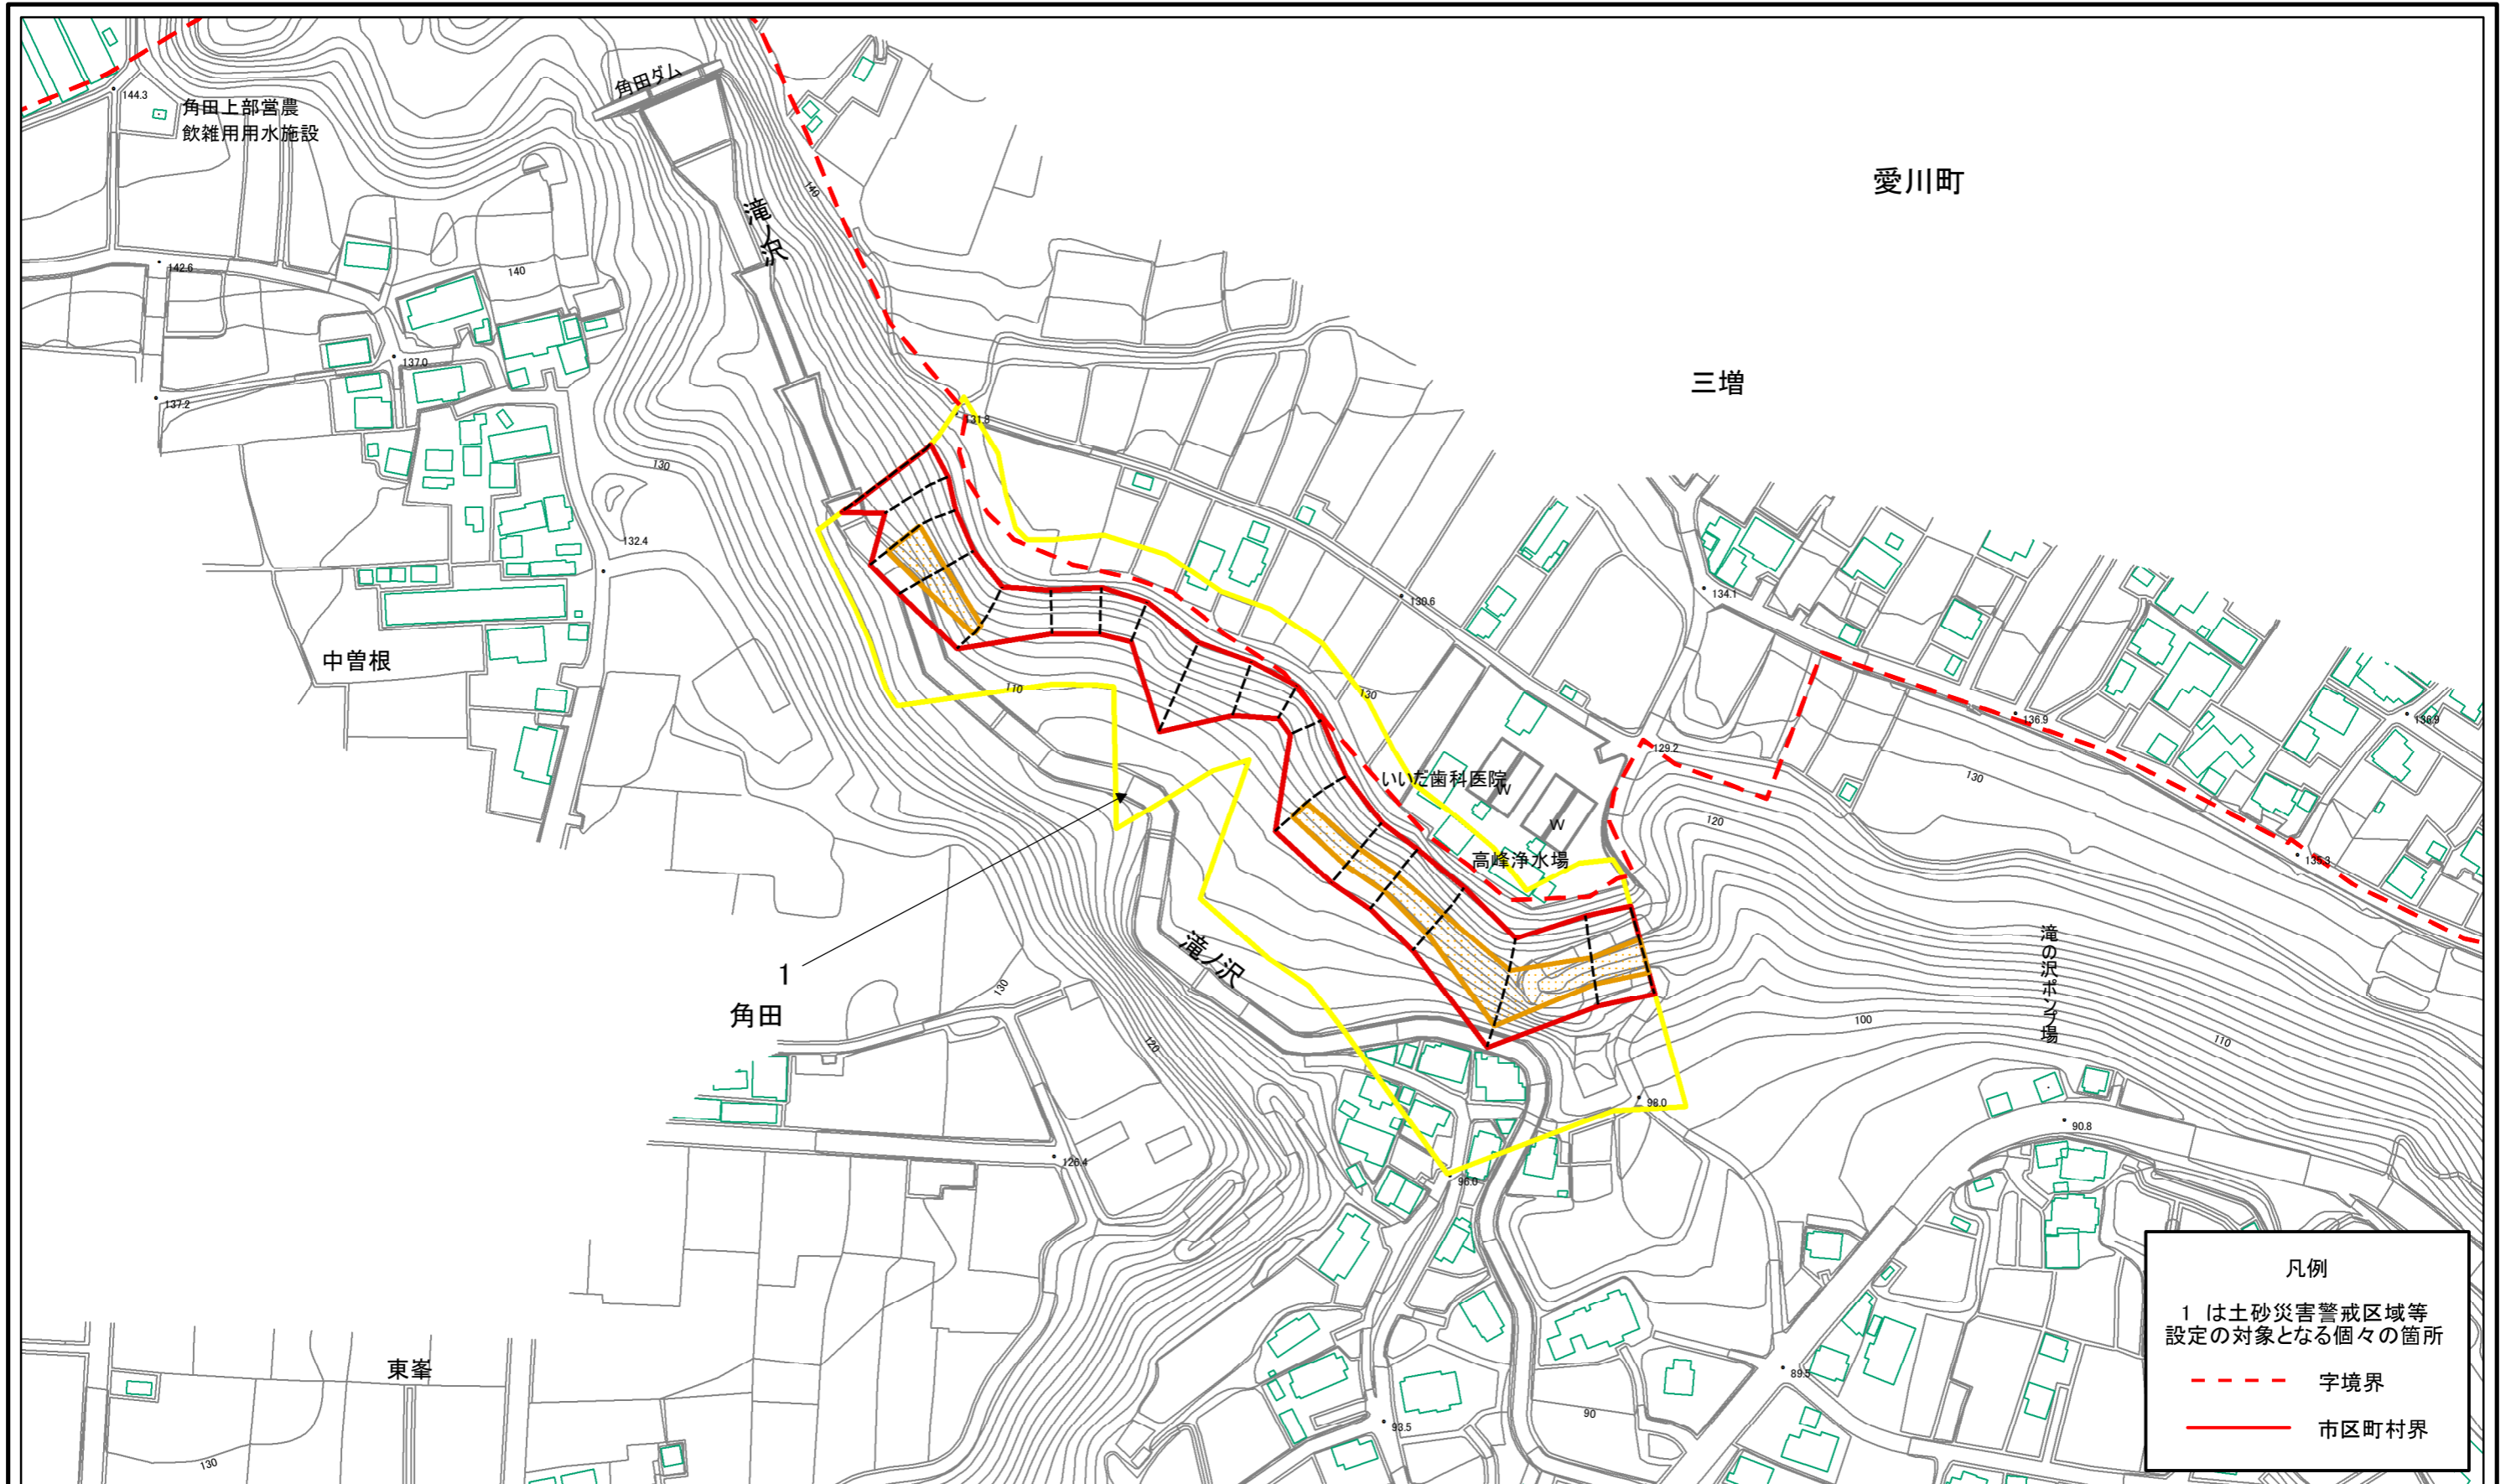 角田ダム
144.3
角田上部営農
飲雑用用水施設
愛川町
140
滝ノ沢
142.6
140
137.0
三増
137.2
131.8
130
132.4
130.6
134.1
中曽根
110
130
136.9
136.9
129.2
130
いいだ歯科医院
W
W
120
135.3
高峰浄水場
滝ノ沢
滝の沢ポンプ場
1
130
角田
100
110
120
98.0
90.8
126.4
96.0
凡例
1 は土砂災害警戒区域等
設定の対象となる個々の箇所
東峯
89.5
字境界
90
93.5
市区町村界
130